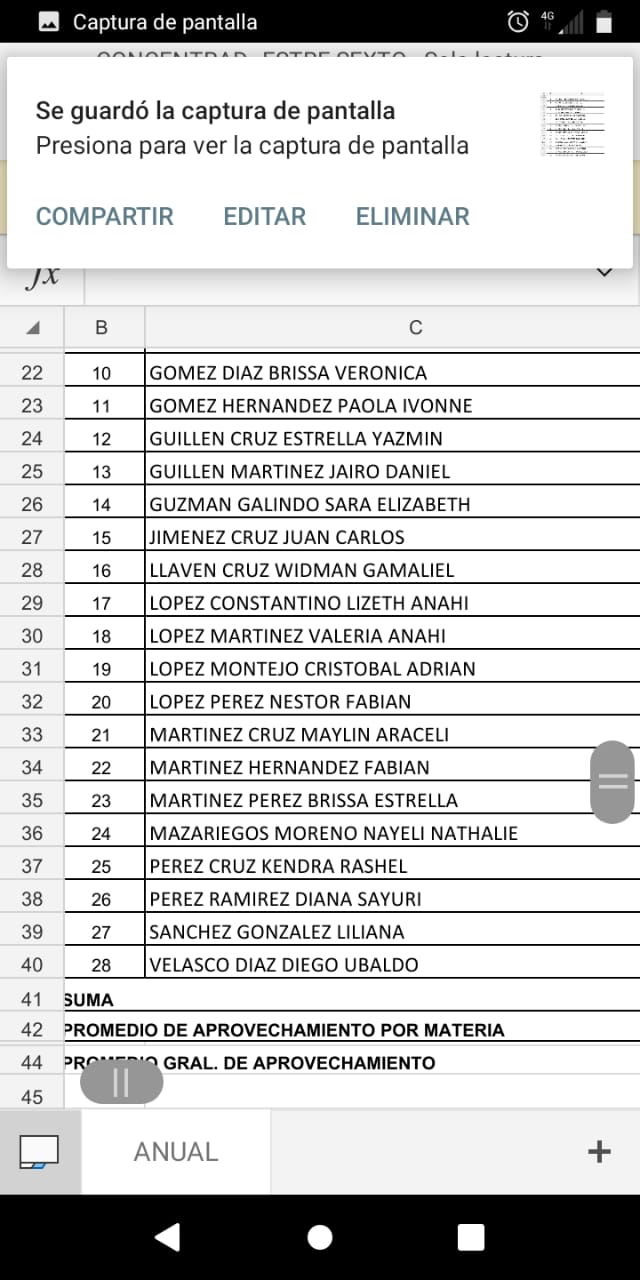 Captura de pantalla
4G
Se guardó la captura de pantalla
Presiona para ver la captura de pantalla
COMPARTIR EDITAR ELIMINAR
fx
B C
22 10 GOMEZ DIAZ BRISSA VERONICA
23 11 GOMEZ HERNANDEZ PAOLA IVONNE
24 12 GUILLEN CRUZ ESTRELLA YAZMIN
25 13 GUILLEN MARTINEZ JAIRO DANIEL
26 14 GUZMAN GALINDO SARA ELIZABETH
27 15 JIMENEZ CRUZ JUAN CARLOS
28 16 LLAVEN CRUZ WIDMAN GAMALIEL
29 17 LOPEZ CONSTANTINO LIZETH ANAHI
30 18 LOPEZ MARTINEZ VALERIA ANAHI
31 19 LOPEZ MONTEJO CRISTOBAL ADRIAN
32 20 LOPEZ PEREZ NESTOR FABIAN
33 21 MARTINEZ CRUZ MAYLIN ARACELI
34 22 MARTINEZ HERNANDEZ FABIAN
35 23 MARTINEZ PEREZ BRISSA ESTRELLA
36 24 MAZARIEGOS MORENO NAYELI NATHALIE
37 25 PEREZ CRUZ KENDRA RASHEL
38 26 PEREZ RAMIREZ DIANA SAYURI
39 27 SANCHEZ GONZALEZ LILIANA
40 28 VELASCO DIAZ DIEGO UBALDO
41 SUMA
42 PROMEDIO DE APROVECHAMIENTO POR MATERIA
44 PROMEDIO GRAL. DE APROVECHAMIENTO
45
ANUAL +